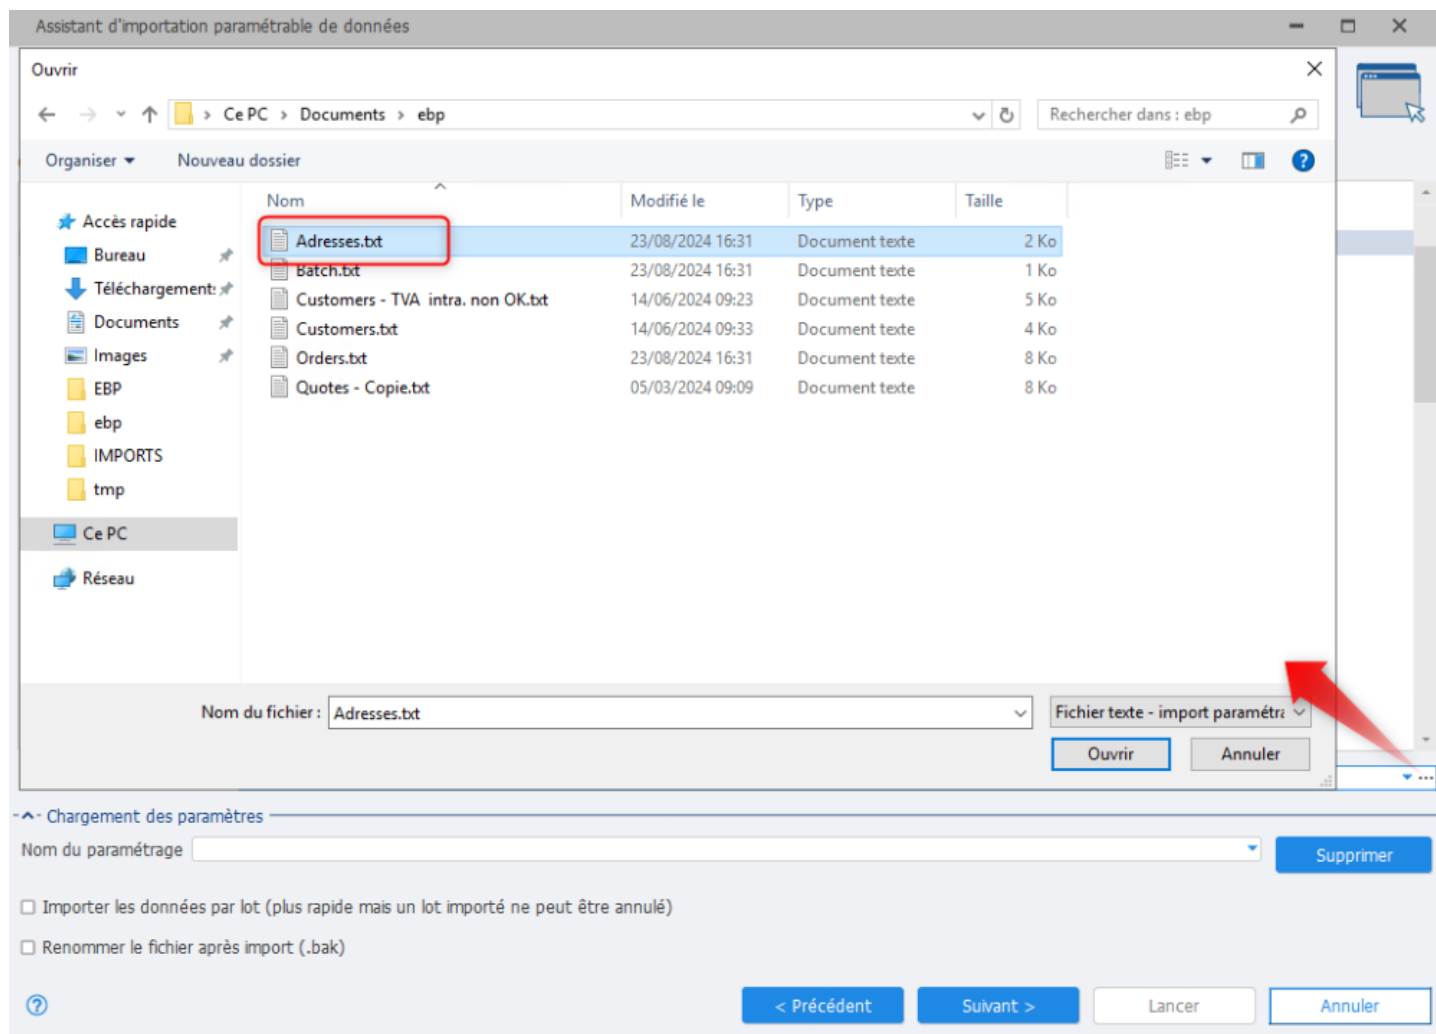 Assistant d'importation paramétrable de données
Ouvrir
Ce PC > Documents > ebp
Rechercher dans : ebp
Organiser
Nouveau dossier
Nom
Modifié le
Type
Taille
Accès rapide
Bureau
Téléchargement
Documents
Images
EBP
ebp
IMPORTS
tmp
Ce PC
Réseau
Adresses.txt 23/08/2024 16:31 Document texte 2 Ko
Batch.txt 23/08/2024 16:31 Document texte 1 Ko
Customers - TVA intra. non OK.txt 14/06/2024 09:23 Document texte 5 Ko
Customers.txt 14/06/2024 09:33 Document texte 4 Ko
Orders.txt 23/08/2024 16:31 Document texte 8 Ko
Quotes - Copie.txt 05/03/2024 09:09 Document texte 8 Ko
Nom du fichier : Adresses.txt
Fichier texte - import paramétra
Ouvrir
Annuler
...
Chargement des paramètres
Nom du paramétrage
Supprimer
Importer les données par lot (plus rapide mais un lot importé ne peut être annulé)
Renommer le fichier après import (.bak)
< Précédent
Suivant >
Lancer
Annuler